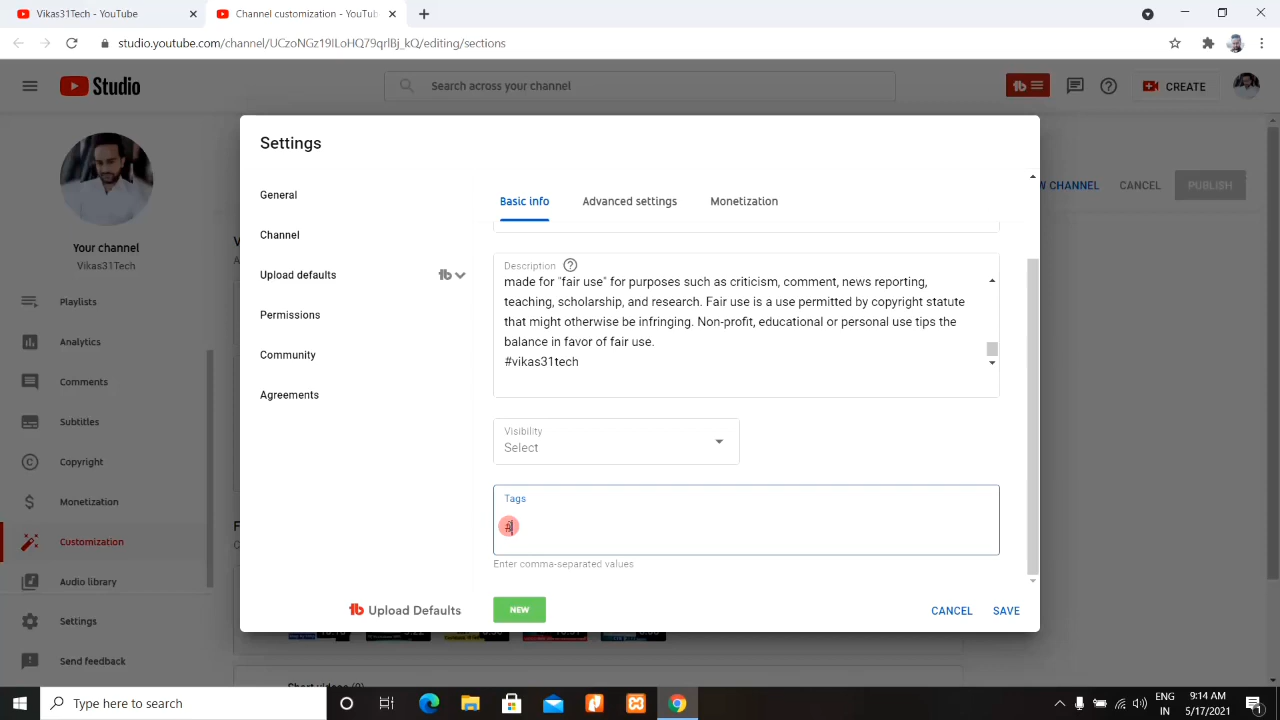 Vikas31Tech
Channel customization - YouTub
studio.youtube.com/channel/UCzoNGz19ILoHQ79qrlBj_kQ/editing/sections
Studio
Search across your channel
CREATE
Settings
W CHANNEL
CANCEL
PUBLISH
Your channel
Vikas31Tech
Playlists
Analytics
Comments
Subtitles
Copyright
Monetization
Customization
Audio library
Settings
Send feedback
General
Channel
Upload defaults
Permissions
Community
Agreements
Basic info
Advanced settings
Monetization
Description
made for "fair use" for purposes such as criticism, comment, news reporting,
teaching, scholarship, and research. Fair use is a use permitted by copyright statute
that might otherwise be infringing. Non-profit, educational or personal use tips the
balance in favor of fair use.
#vikas31tech
Visibility
Select
Tags
#
Enter comma-separated values
Upload Defaults
NEW
CANCEL
SAVE
Type here to search
ENG
IN
9:14 AM
5/17/2021